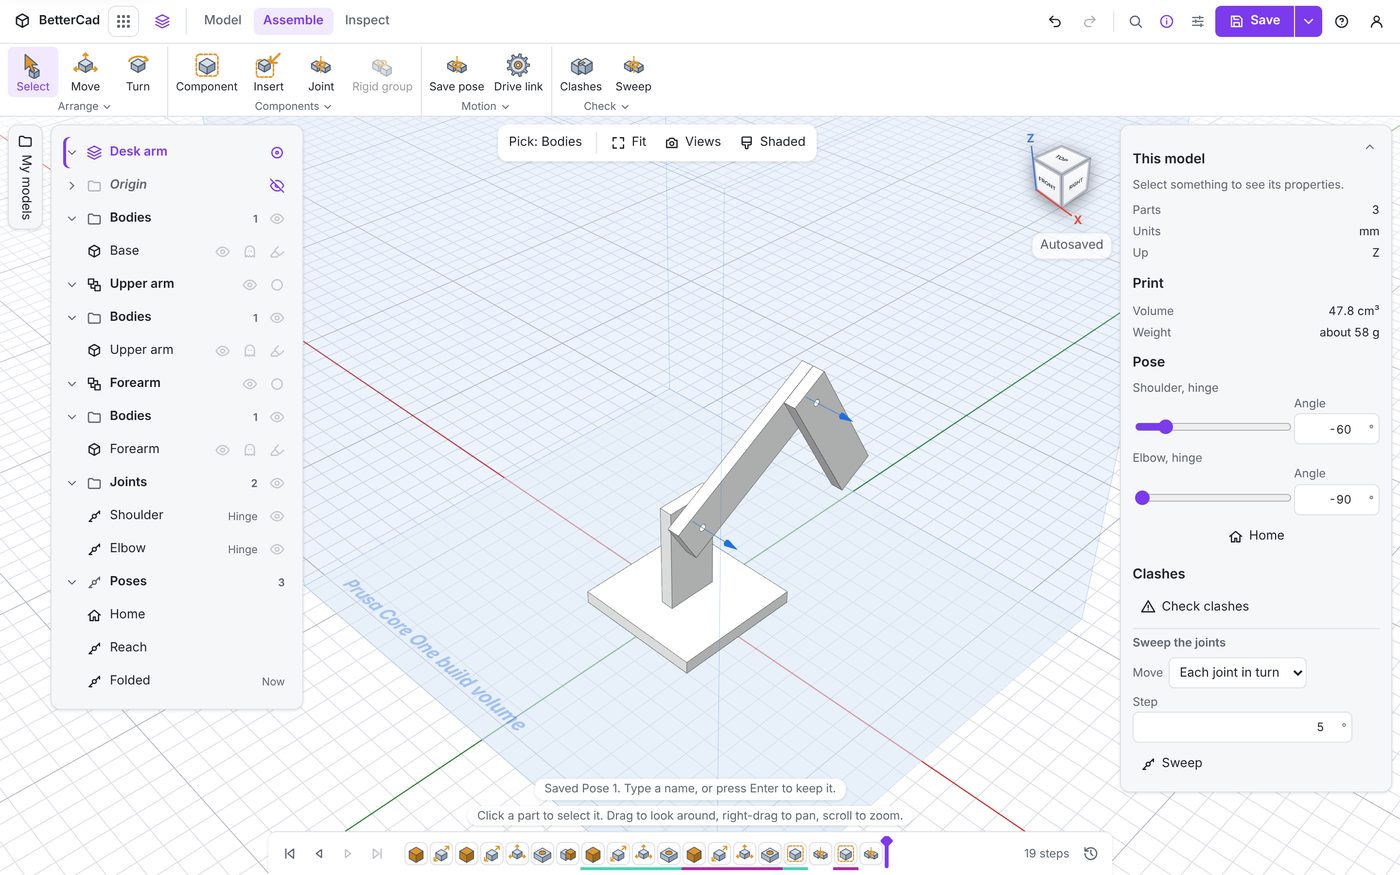 BetterCad
Model
Assemble
Inspect
Save
Select
Move
Turn
Component
Insert
Joint
Rigid group
Save pose
Drive link
Clashes
Sweep
Arrange
Components
Motion
Check
My models
Desk arm
Origin
Bodies 1
Base
Upper arm
Bodies 1
Upper arm
Forearm
Bodies 1
Forearm
Joints 2
Shoulder Hinge
Elbow Hinge
Poses 3
Home
Reach
Folded Now
Pick: Bodies
Fit
Views
Shaded
Z
TOP
FRONT
RIGHT
X
Autosaved
Prusa Core One build volume
This model
Select something to see its properties.
Parts 3
Units mm
Up Z
Print
Volume 47.8 cm³
Weight about 58 g
Pose
Shoulder, hinge
Angle
-60 °
Elbow, hinge
Angle
-90 °
Home
Clashes
Check clashes
Sweep the joints
Move Each joint in turn
Step
5 °
Sweep
Saved Pose 1. Type a name, or press Enter to keep it.
Click a part to select it. Drag to look around, right-drag to pan, scroll to zoom.
19 steps